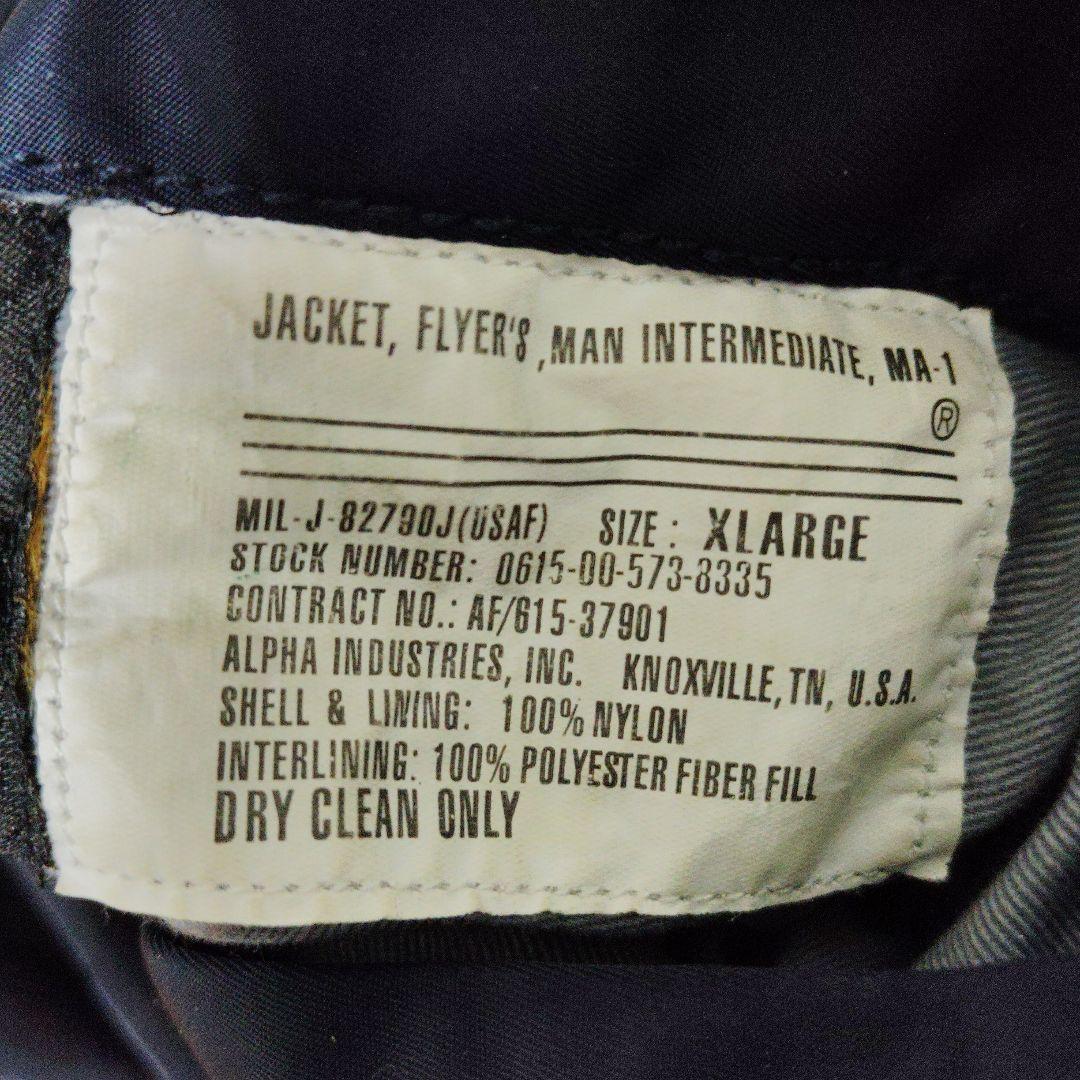 JACKET, FLYER'S ,MAN INTERMEDIATE, MA-1
®
MIL-J-82790J(USAF) SIZE : XLARGE
STOCK NUMBER: 0615-00-573-8335
CONTRACT NO.: AF/615-37901
ALPHA INDUSTRIES, INC. KNOXVILLE, TN, U.S.A.
SHELL & LINING: 100% NYLON
INTERLINING: 100% POLYESTER FIBER FILL
DRY CLEAN ONLY